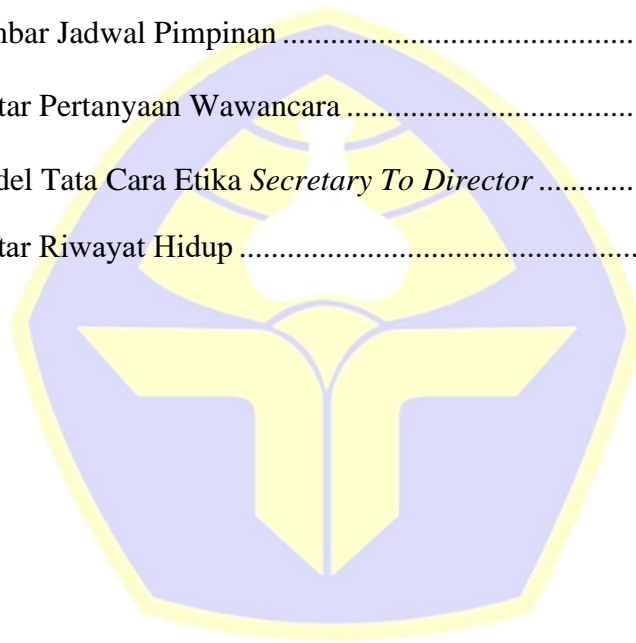 mbar Jadwal Pimpinan ........................................
tar Pertanyaan Wawancara ................................
del Tata Cara Etika Secretary To Director ............
tar Riwayat Hidup ..............................................